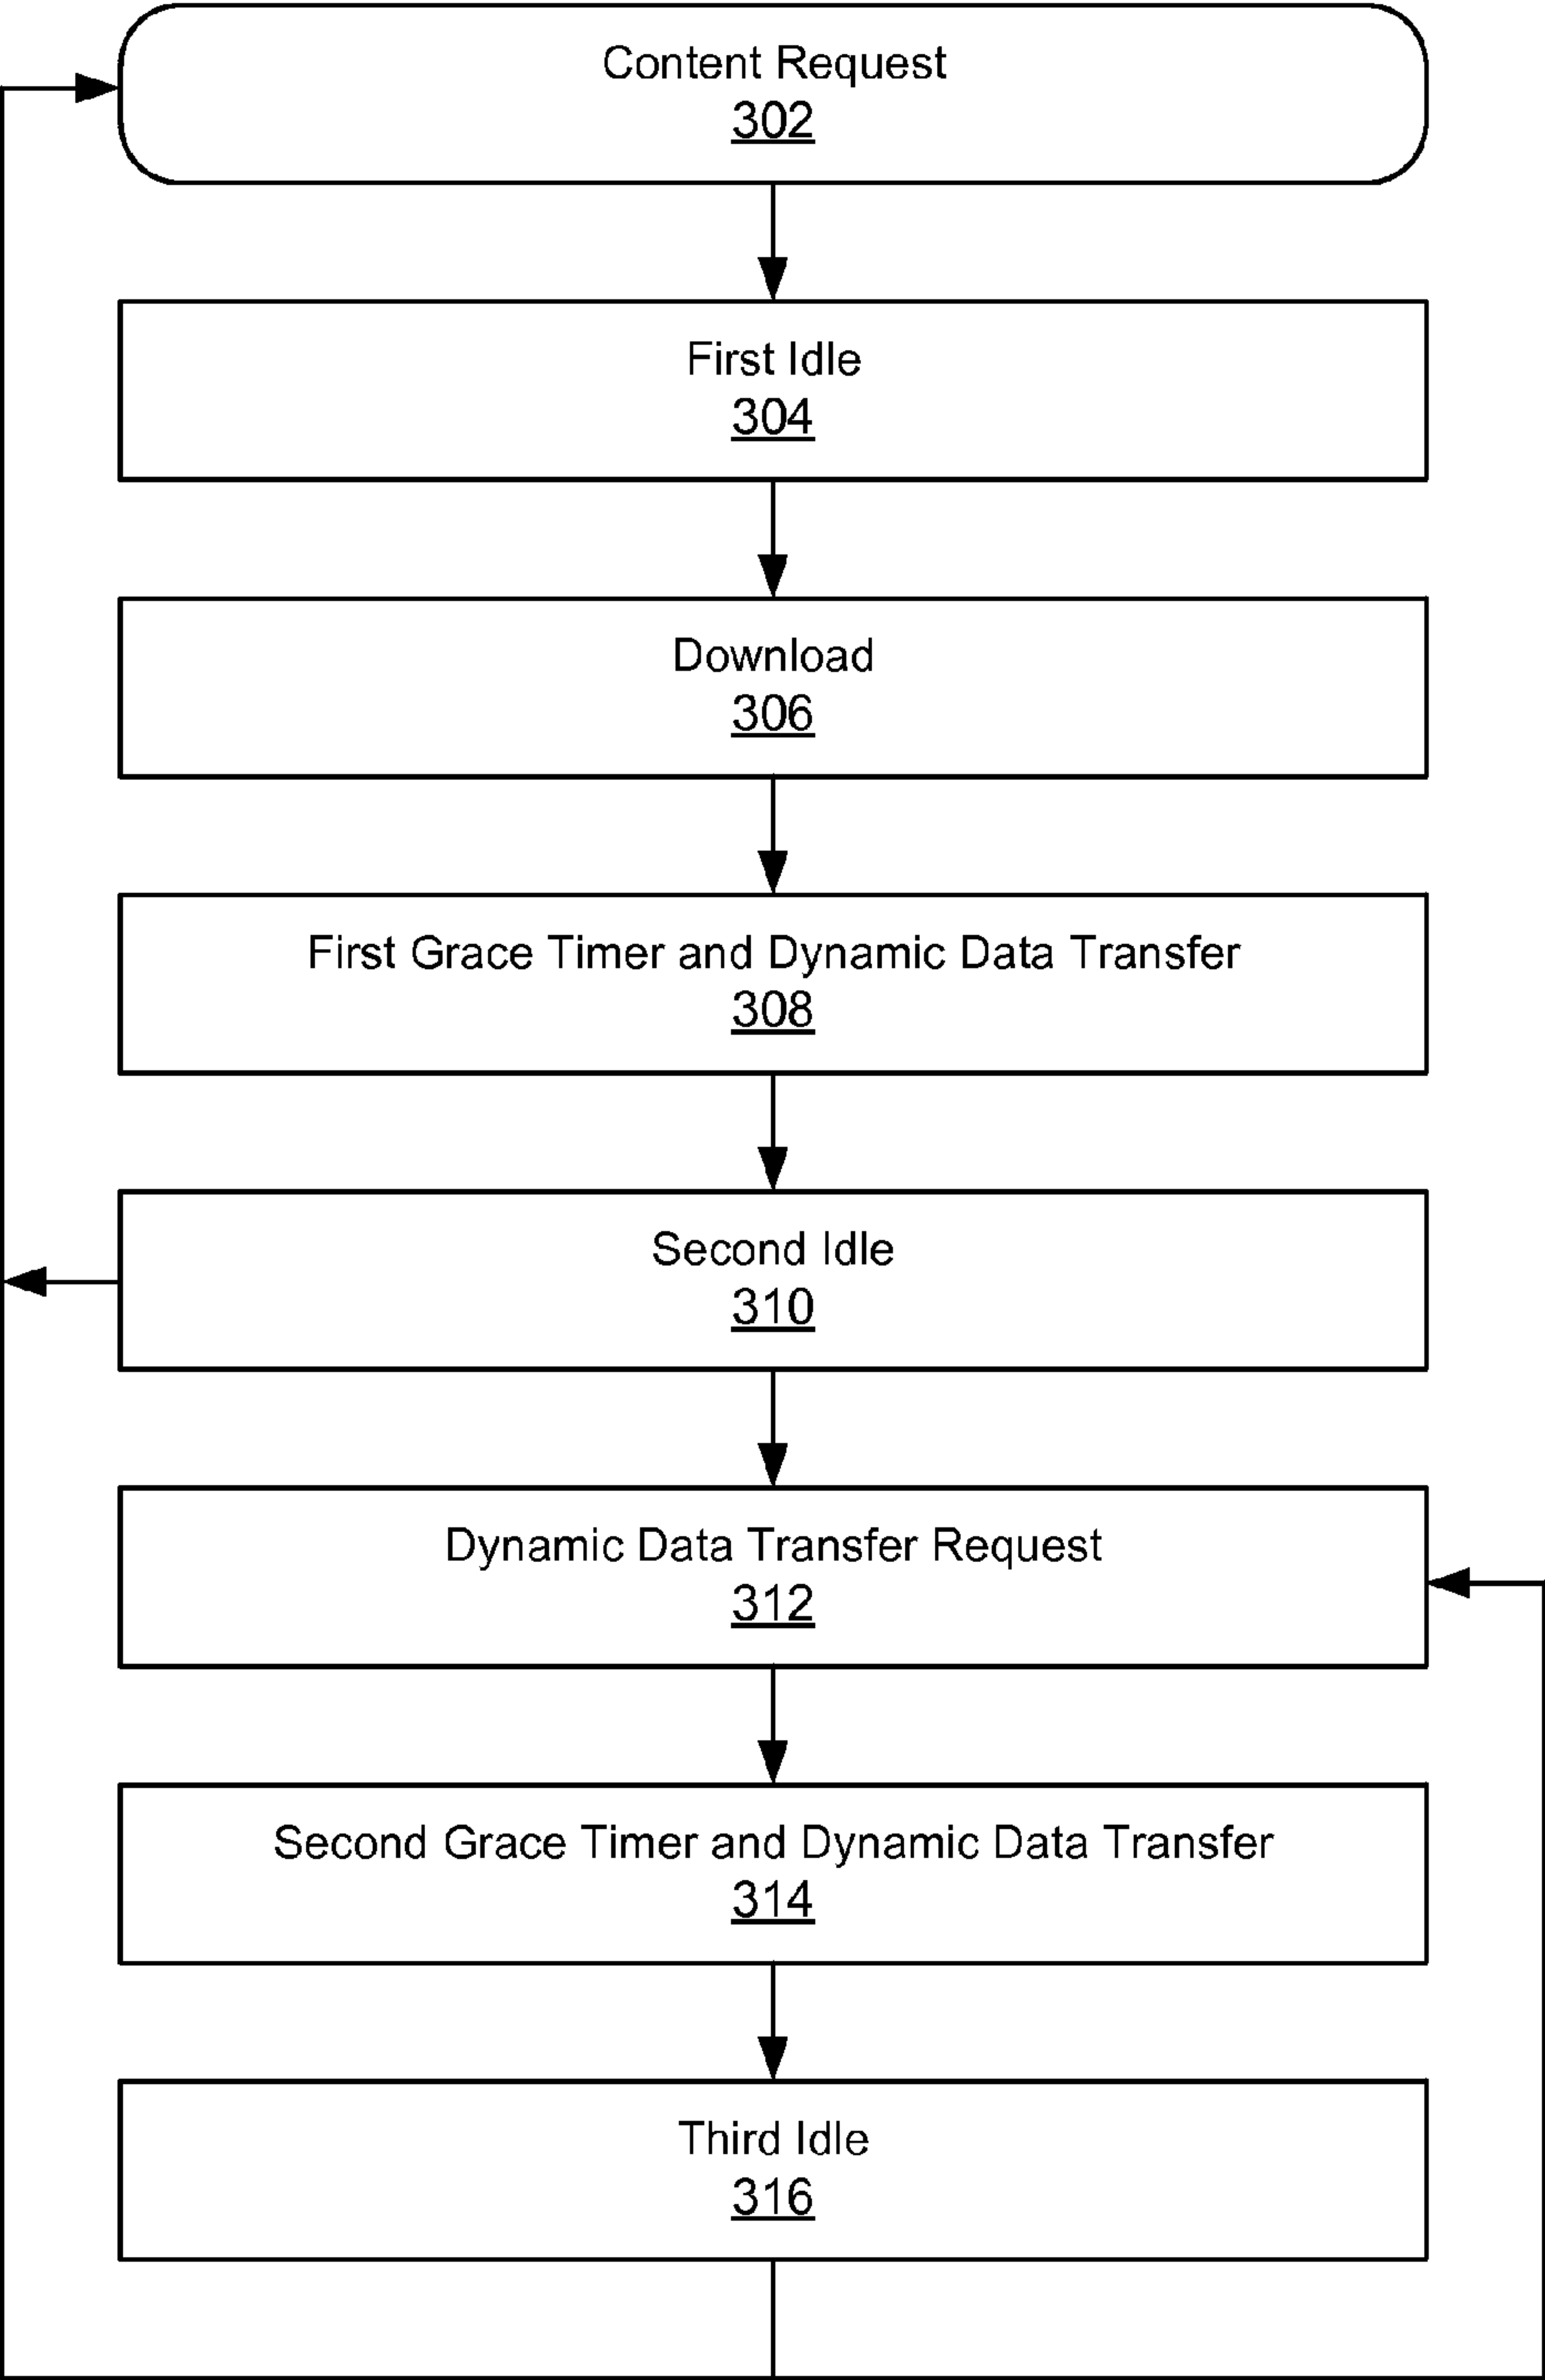 Content Request
302
First Idle
304
Download
306
First Grace Timer and Dynamic Data Transfer
308
Second Idle
310
Dynamic Data Transfer Request
312
Second Grace Timer and Dynamic Data Transfer
314
Third Idle
316